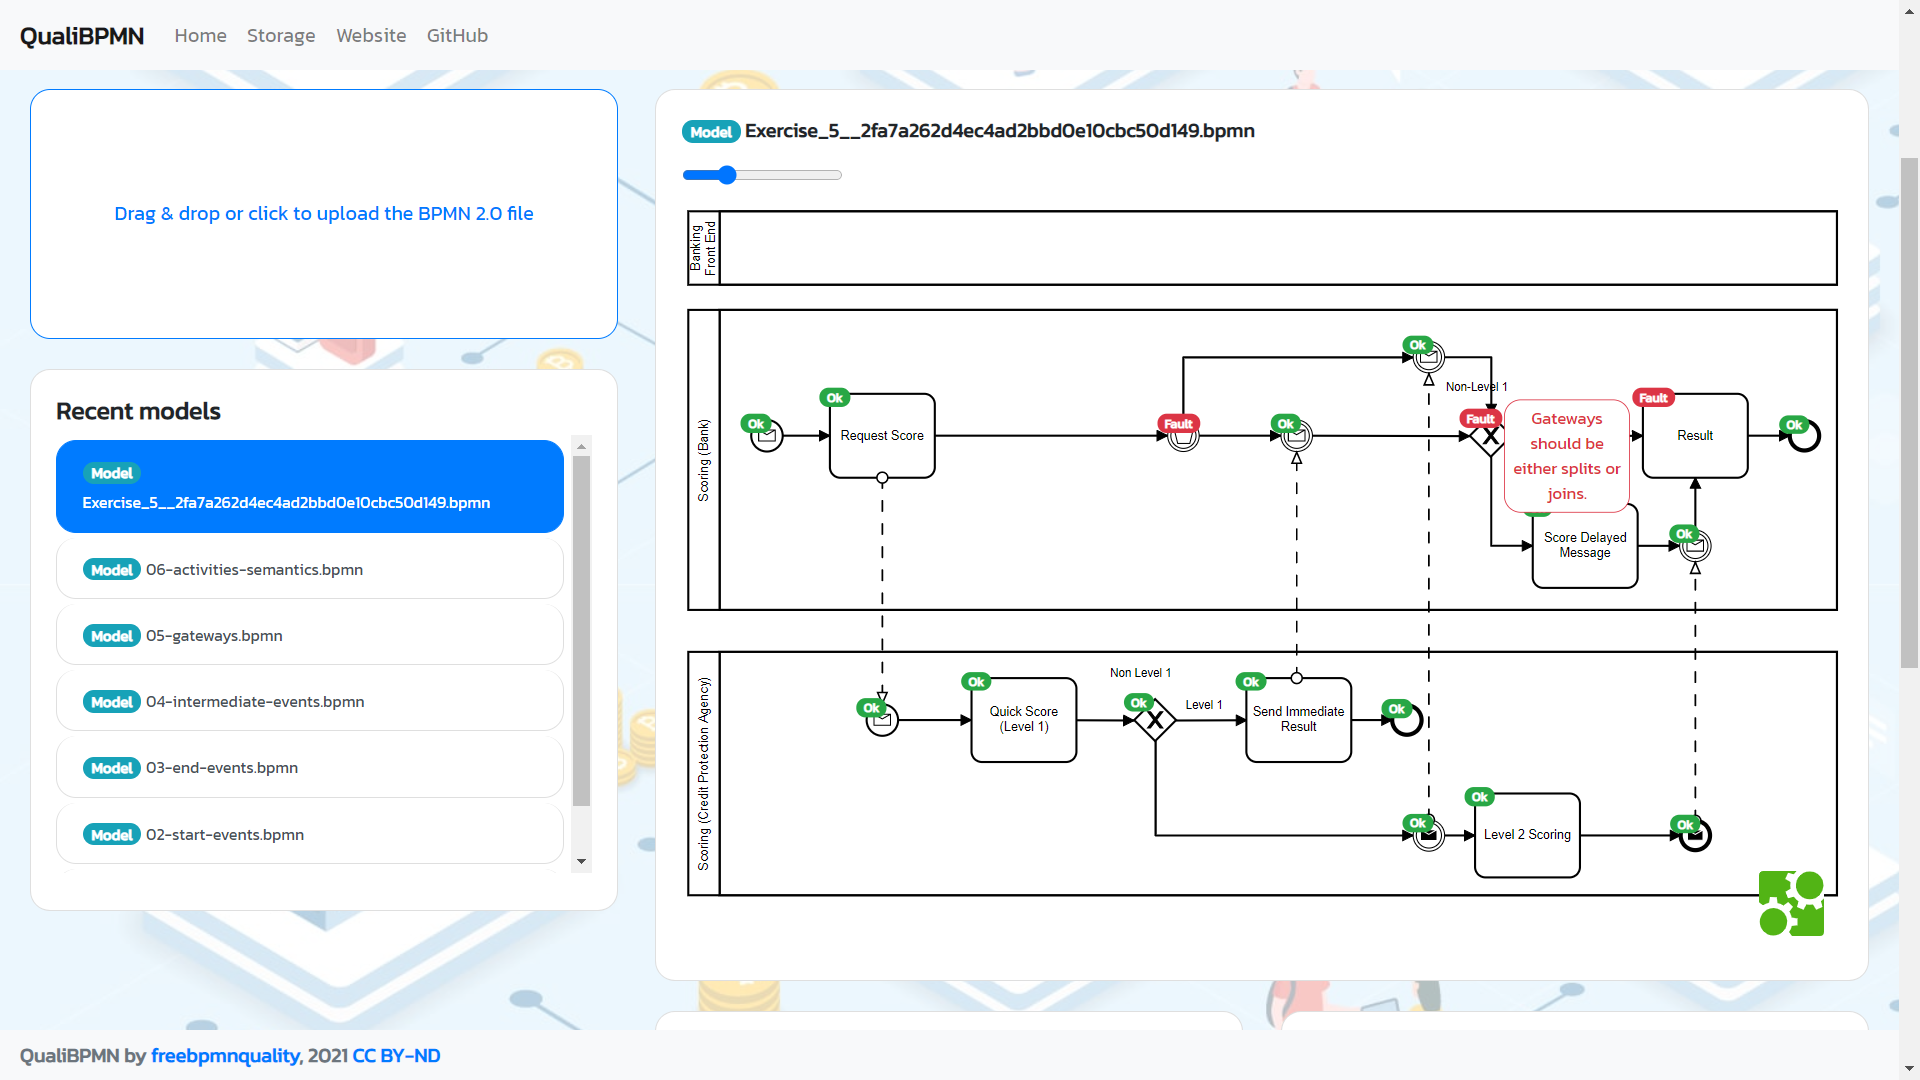 QualiBPMN Home Storage Website GitHub
Drag & drop or click to upload the BPMN 2.0 file
Recent models
Model
Exercise_5__2fa7a262d4ec4ad2bbd0e10cbc50d149.bpmn
Model 06-activities-semantics.bpmn
Model 05-gateways.bpmn
Model 04-intermediate-events.bpmn
Model 03-end-events.bpmn
Model 02-start-events.bpmn
Model Exercise_5__2fa7a262d4ec4ad2bbd0e10cbc50d149.bpmn
Banking
Front End
Scoring (Bank)
Ok
Ok
Request Score
Fault
Ok
Ok
Non-Level 1
Fault
Gateways
should be
either splits or
joins.
Fault
Result
Ok
Score Delayed
Message
Ok
Scoring (Credit Protection Agency)
Ok
Ok
Quick Score
(Level 1)
Non Level 1
Ok
Level 1
Ok
Send Immediate
Result
Ok
Ok
Ok
Level 2 Scoring
Ok
QualiBPMN by freebpmnquality, 2021 CC BY-ND